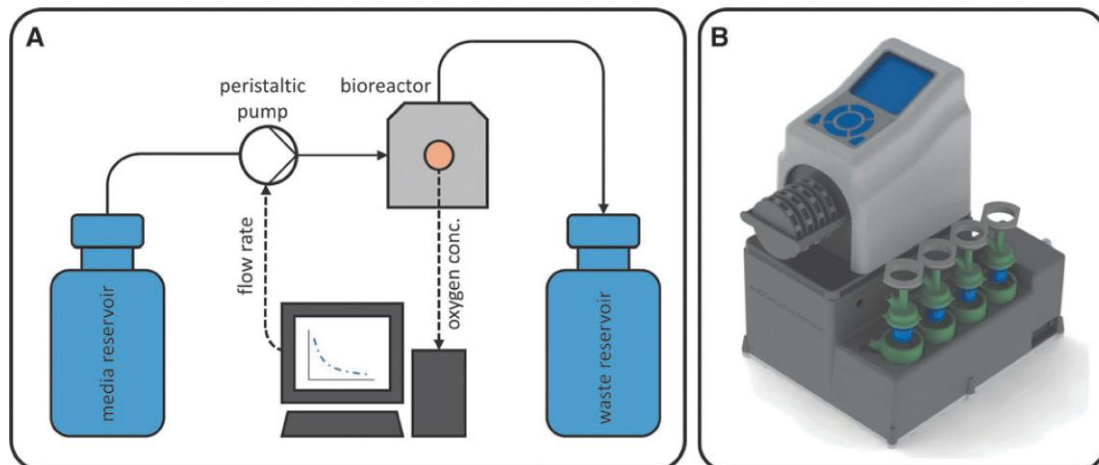 A
peristaltic
pump
bioreactor
flow rate
oxygen conc.
media reservoir
waste reservoir
B